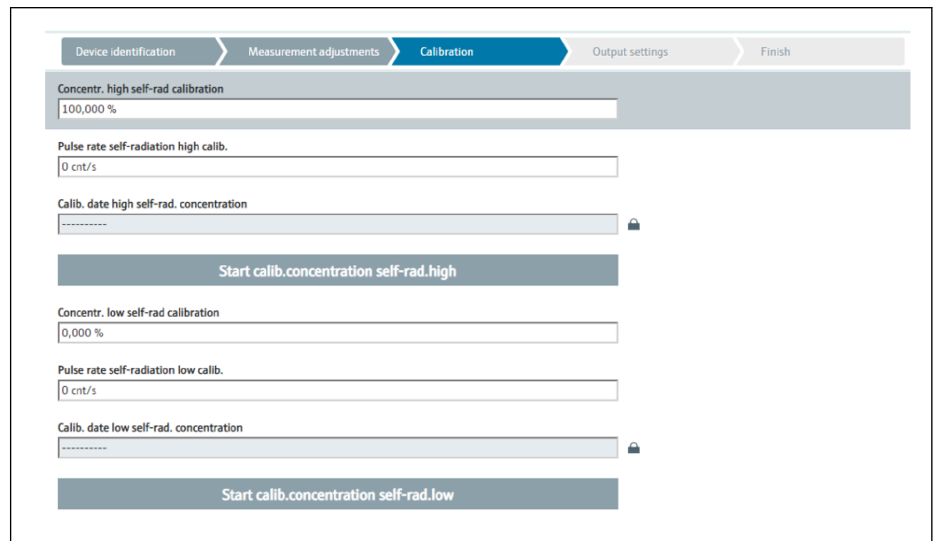 Device identification Measurement adjustments Calibration Output settings Finish
Concentr. high self-rad calibration
100,000 %
Pulse rate self-radiation high calib.
0 cnt/s
Calib. date high self-rad. concentration
----------
Start calib.concentration self-rad.high
Concentr. low self-rad calibration
0,000 %
Pulse rate self-radiation low calib.
0 cnt/s
Calib. date low self-rad. concentration
----------
Start calib.concentration self-rad.low